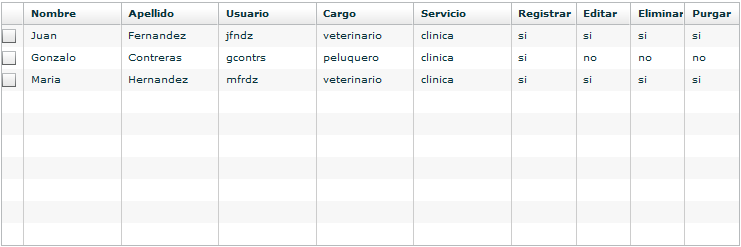 Nombre Apellido Usuario Cargo Servicio Registrar Editar Eliminar Purgar
Juan Fernandez jfndz veterinario clinica si si si si
Gonzalo Contreras gcontrs peluquero clinica si no no no
Maria Hernandez mfrdz veterinario clinica si si si si